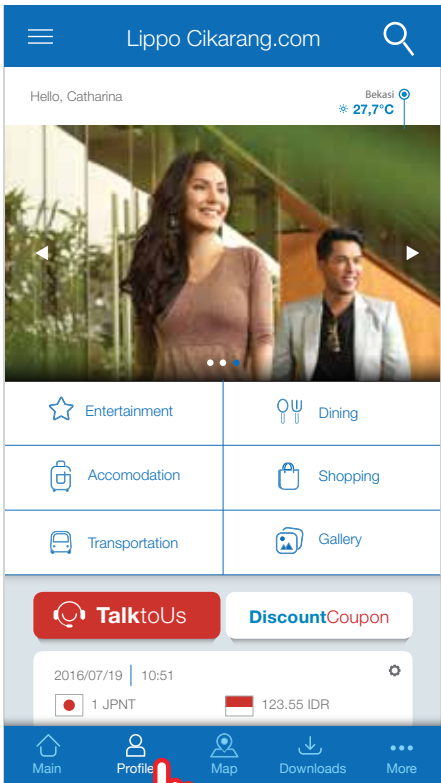 Lippo Cikarang.com
Hello, Catharina
Bekasi
27,7°C
Entertainment
Dining
Accomodation
Shopping
Transportation
Gallery
TalktoUs
DiscountCoupon
2016/07/19 10:51
1 JPNT
123.55 IDR
Main
Profile
Map
Downloads
More